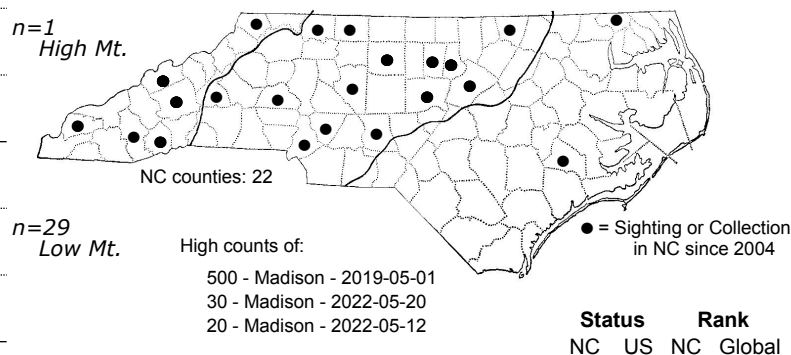 n=1
High Mt.
NC counties: 22
n=29
Low Mt.
High counts of:
500 - Madison - 2019-05-01
30 - Madison - 2022-05-20
20 - Madison - 2022-05-12
● = Sighting or Collection
in NC since 2004
Status Rank
NC US NC Global